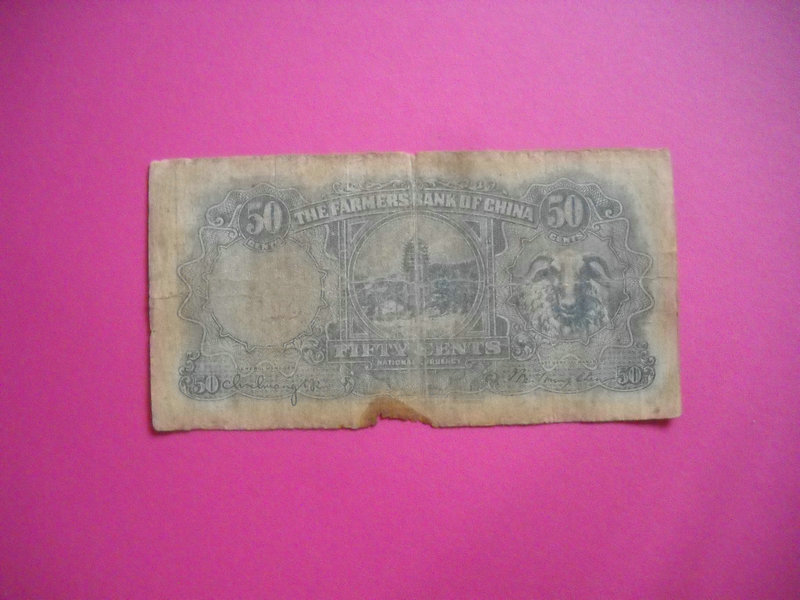 50 THE FARMERS BANK OF CHINA 50
CENTS CENTS
FIFTY CENTS
NATIONAL CURRENCY
50 50